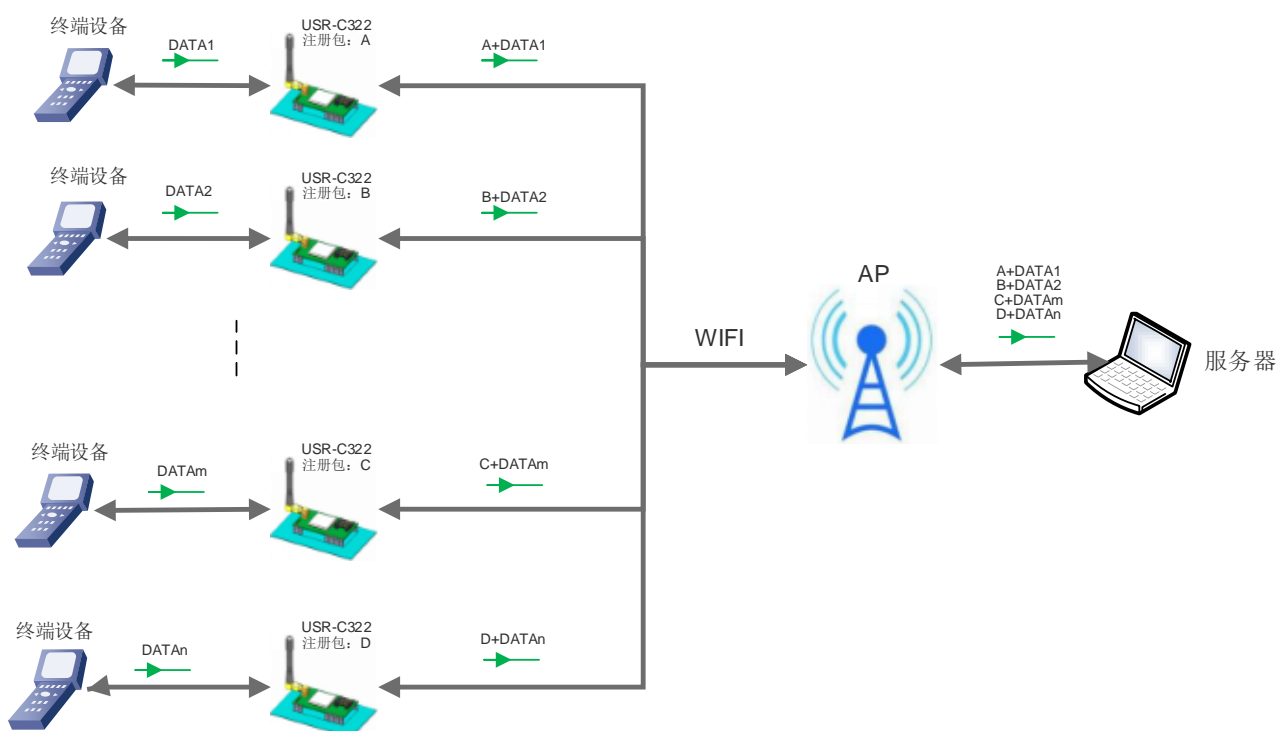 终端设备
DATA1
USR-C322
注册包：A
A+DATA1
终端设备
DATA2
USR-C322
注册包：B
B+DATA2
WIFI
AP
A+DATA1
B+DATA2
C+DATAm
D+DATAn
服务器
终端设备
DATAm
USR-C322
注册包：C
C+DATAm
终端设备
DATAn
USR-C322
注册包：D
D+DATAn